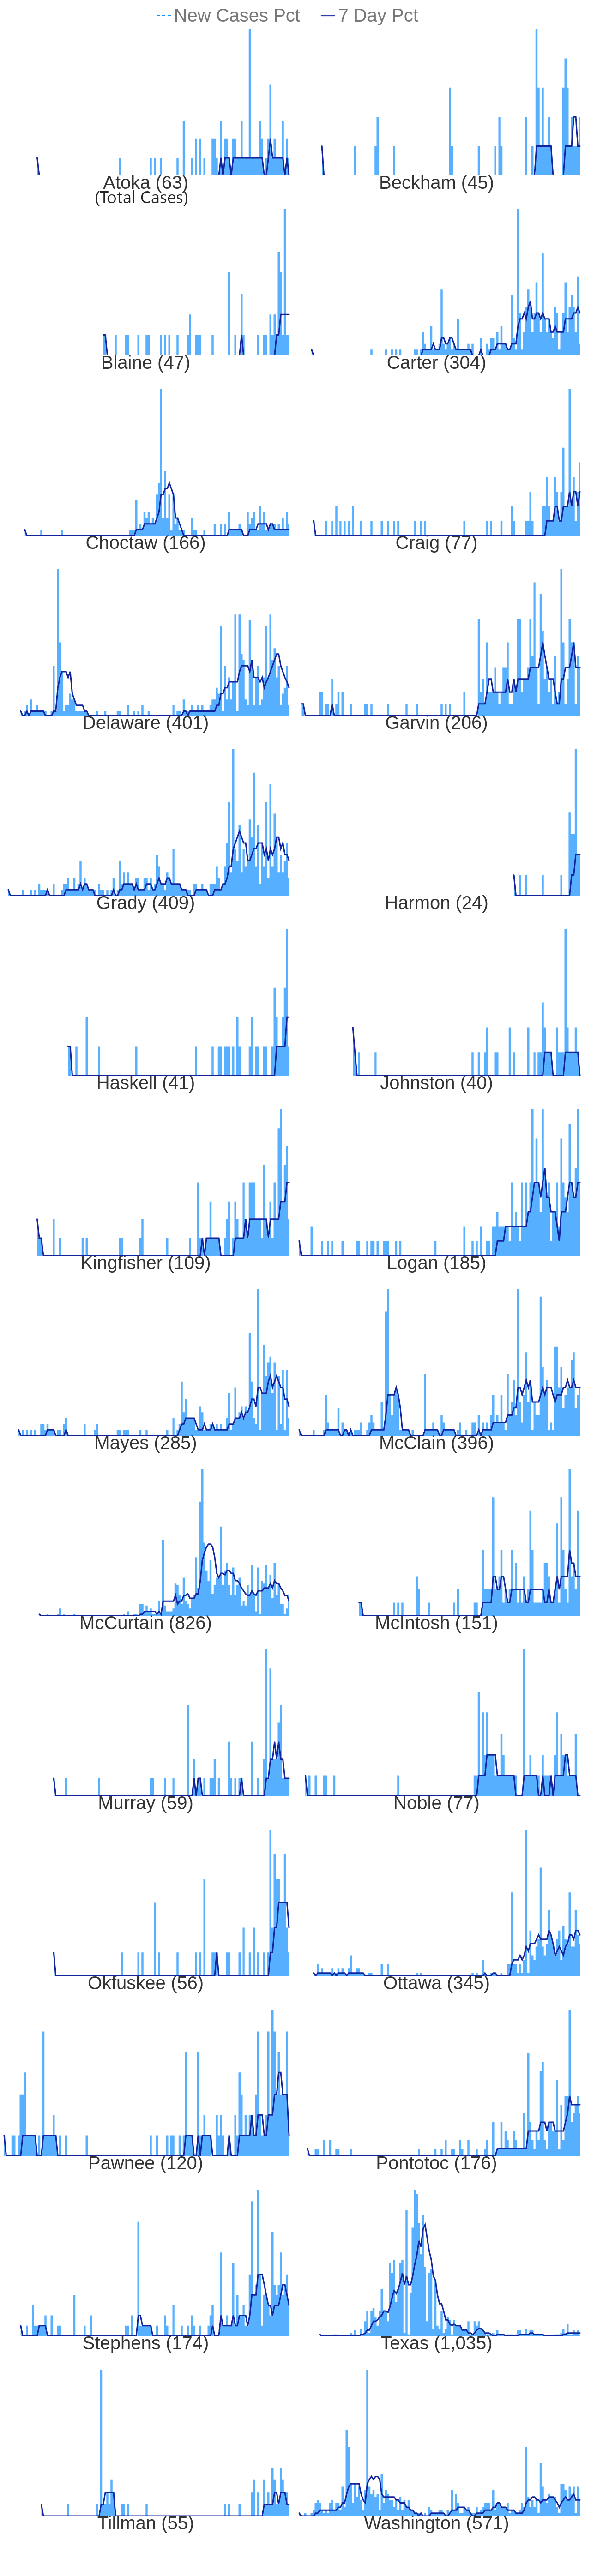 New Cases Pct 7 Day Pct
Atoka (63) Beckham (45)
(Total Cases)
Blaine (47) Carter (304)
Choctaw (166) Craig (77)
Delaware (401) Garvin (206)
Grady (409) Harmon (24)
Haskell (41) Johnston (40)
Kingfisher (109) Logan (185)
Mayes (285) McClain (396)
McCurtain (826) McIntosh (151)
Murray (59) Noble (77)
Okfuskee (56) Ottawa (345)
Pawnee (120) Pontotoc (176)
Stephens (174) Texas (1,035)
Tillman (55) Washington (571)